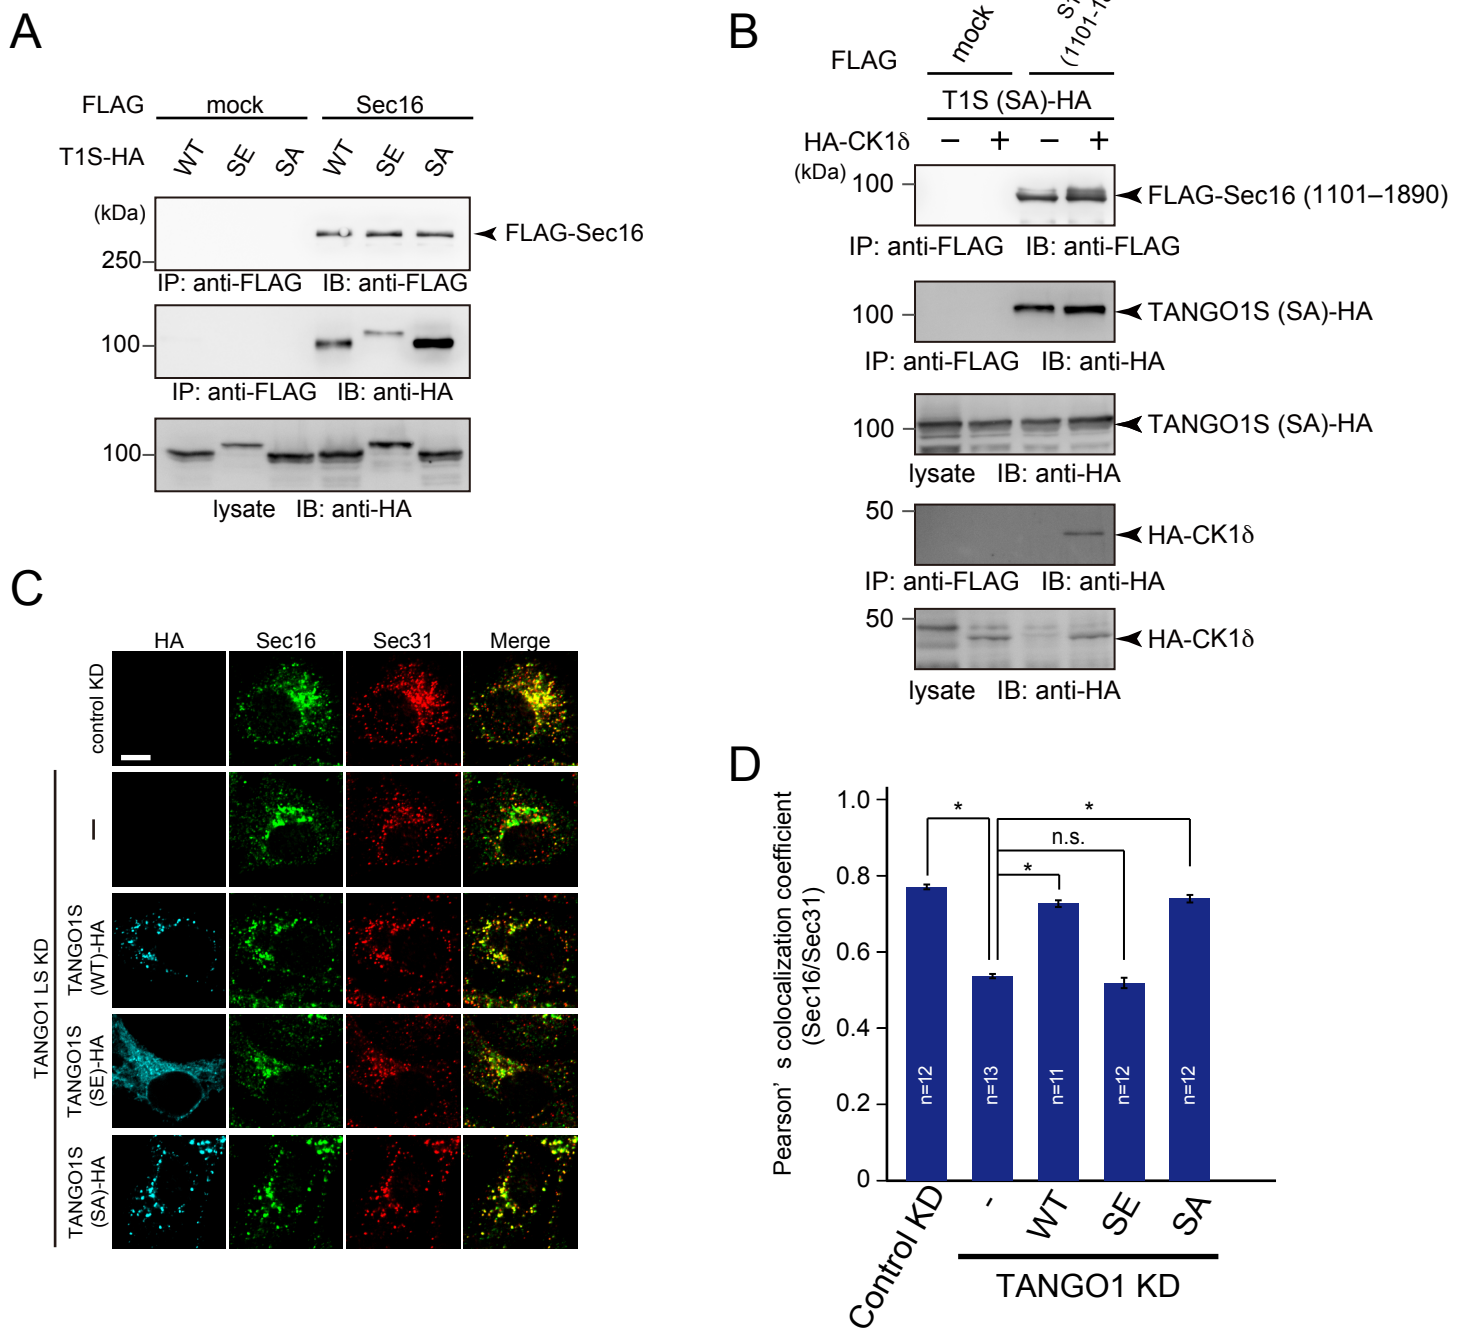 A
FLAG mock Sec16
T1S-HA WT SE SA WT SE SA
(kDa)
250
FLAG-Sec16
IP: anti-FLAG IB: anti-FLAG
100
IP: anti-FLAG IB: anti-HA
100
lysate IB: anti-HA
B
FLAG mock (1101-1
T1S (SA)-HA
HA-CK1δ − + − +
(kDa)
100
FLAG-Sec16 (1101–1890)
IP: anti-FLAG IB: anti-FLAG
100
TANGO1S (SA)-HA
IP: anti-FLAG IB: anti-HA
100
TANGO1S (SA)-HA
lysate IB: anti-HA
50
HA-CK1δ
IP: anti-FLAG IB: anti-HA
50
HA-CK1δ
lysate IB: anti-HA
C
HA Sec16 Sec31 Merge
control KD
TANGO1 LS KD
−
TANGO1S
(WT)-HA
TANGO1S
(SE)-HA
TANGO1S
(SA)-HA
D
Pearson' s colocalization coefficient
(Sec16/Sec31)
1.0
0.8
0.6
0.4
0.2
0
* *
n.s.
*
n=12 n=13 n=11 n=12 n=12
Control KD - WT SE SA
TANGO1 KD